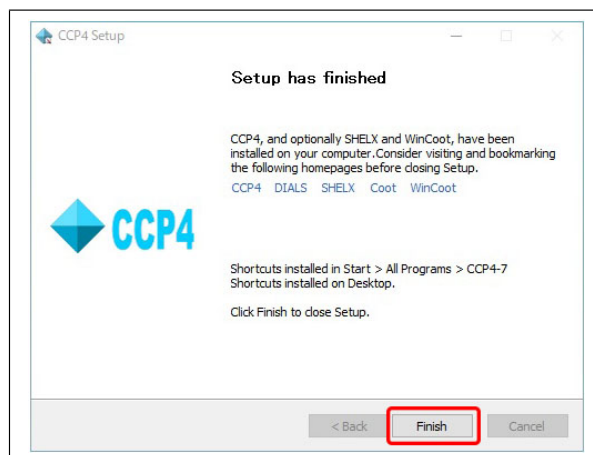 CCP4 Setup
Setup has finished
CCP4, and optionally SHELX and WinCoot, have been
installed on your computer.Consider visiting and bookmarking
the following homepages before closing Setup.
CCP4 DIALS SHELX Coot WinCoot
CCP4
Shortcuts installed in Start > All Programs > CCP4-7
Shortcuts installed on Desktop.
Click Finish to close Setup.
< Back Finish Cancel